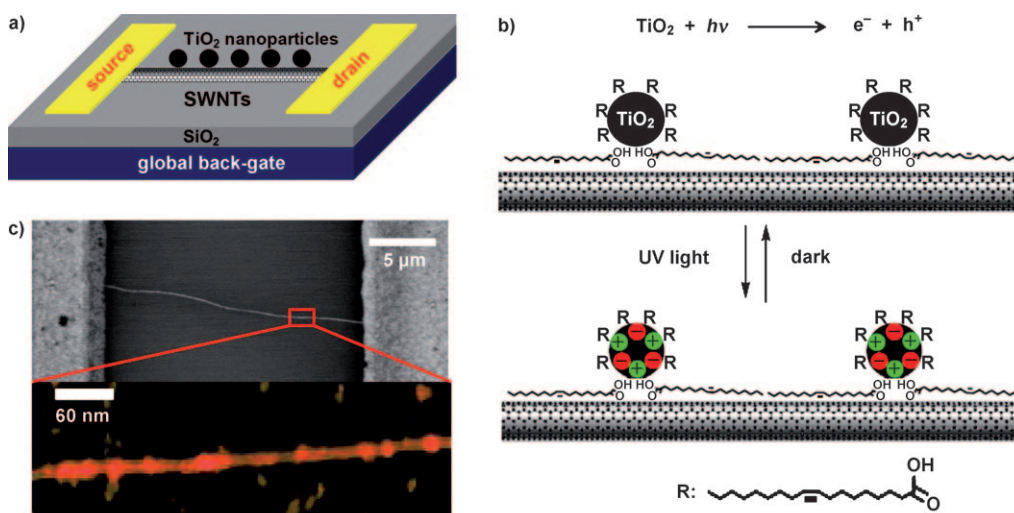 a)
TiO2 nanoparticles
source
drain
SWNTs
SiO2
global back-gate
b)
TiO2 + hν e− + h+
R R
R R R R
R R R R
TiO2 TiO2
OH HO OH HO
O O O O
UV light dark
R R R R
R R R R
R R R R
− −
+ + + +
− − − −
+ +
OH HO OH HO
O O O O
OH
R:
O
c)
5 μm
60 nm